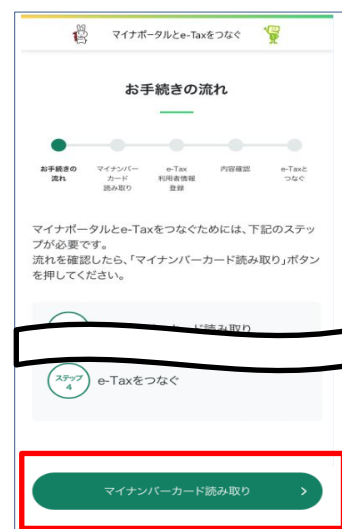 マイナポータルとe-Taxをつなぐ
お手続きの流れ
お手続きの
流れ
マイナンバー
カード
読み取り
e-Tax
利用者情報
登録
内容確認
e-Taxと
つなぐ
マイナポータルとe-Taxをつなぐためには、下記のステッ
プが必要です。
流れを確認したら、「マイナンバーカード読み取り」ボタン
を押してください。
カード読み取り
ステップ
4
e-Taxをつなぐ
マイナンバーカード読み取り